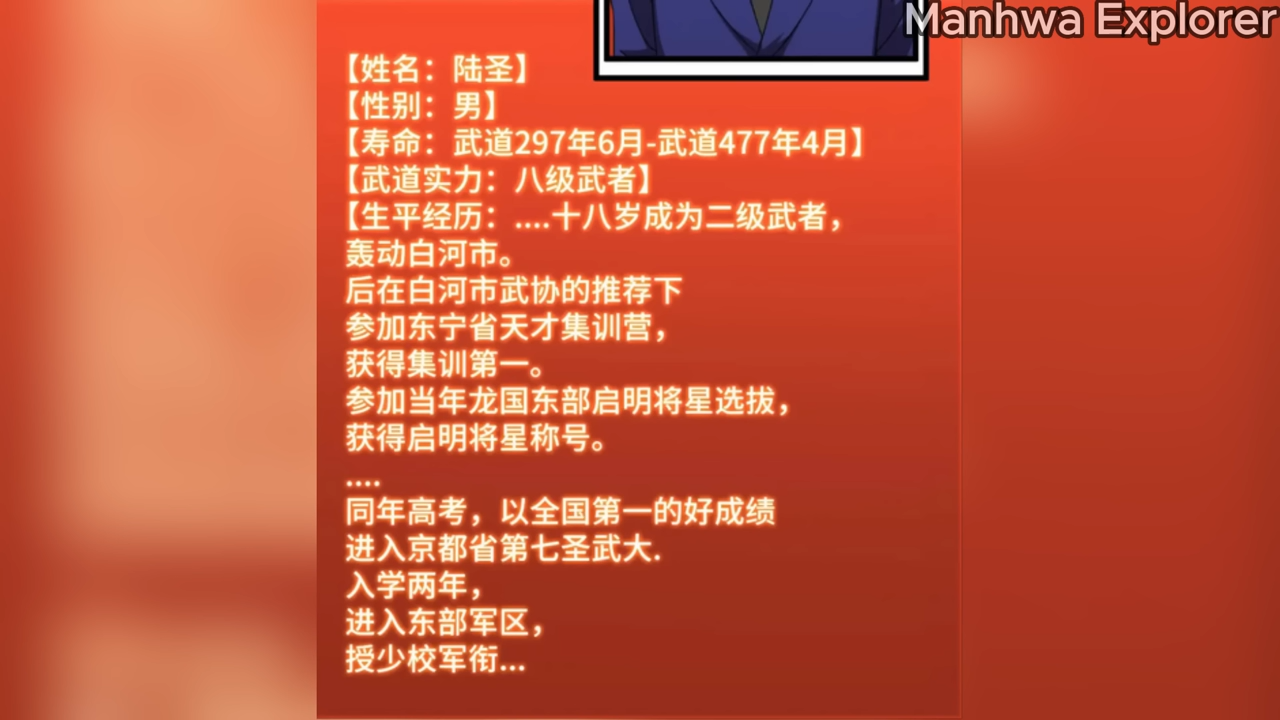 Manhwa Explorer
【姓名：陆圣】
【性别：男】
【寿命：武道297年6月-武道477年4月】
【武道实力：八级武者】
【生平经历：....十八岁成为二级武者，
轰动白河市。
后在白河市武协的推荐下
参加东宁省天才集训营，
获得集训第一。
参加当年龙国东部启明将星选拔，
获得启明将星称号。
....
同年高考，以全国第一的好成绩
进入京都省第七圣武大.
入学两年，
进入东部军区，
授少校军衔...